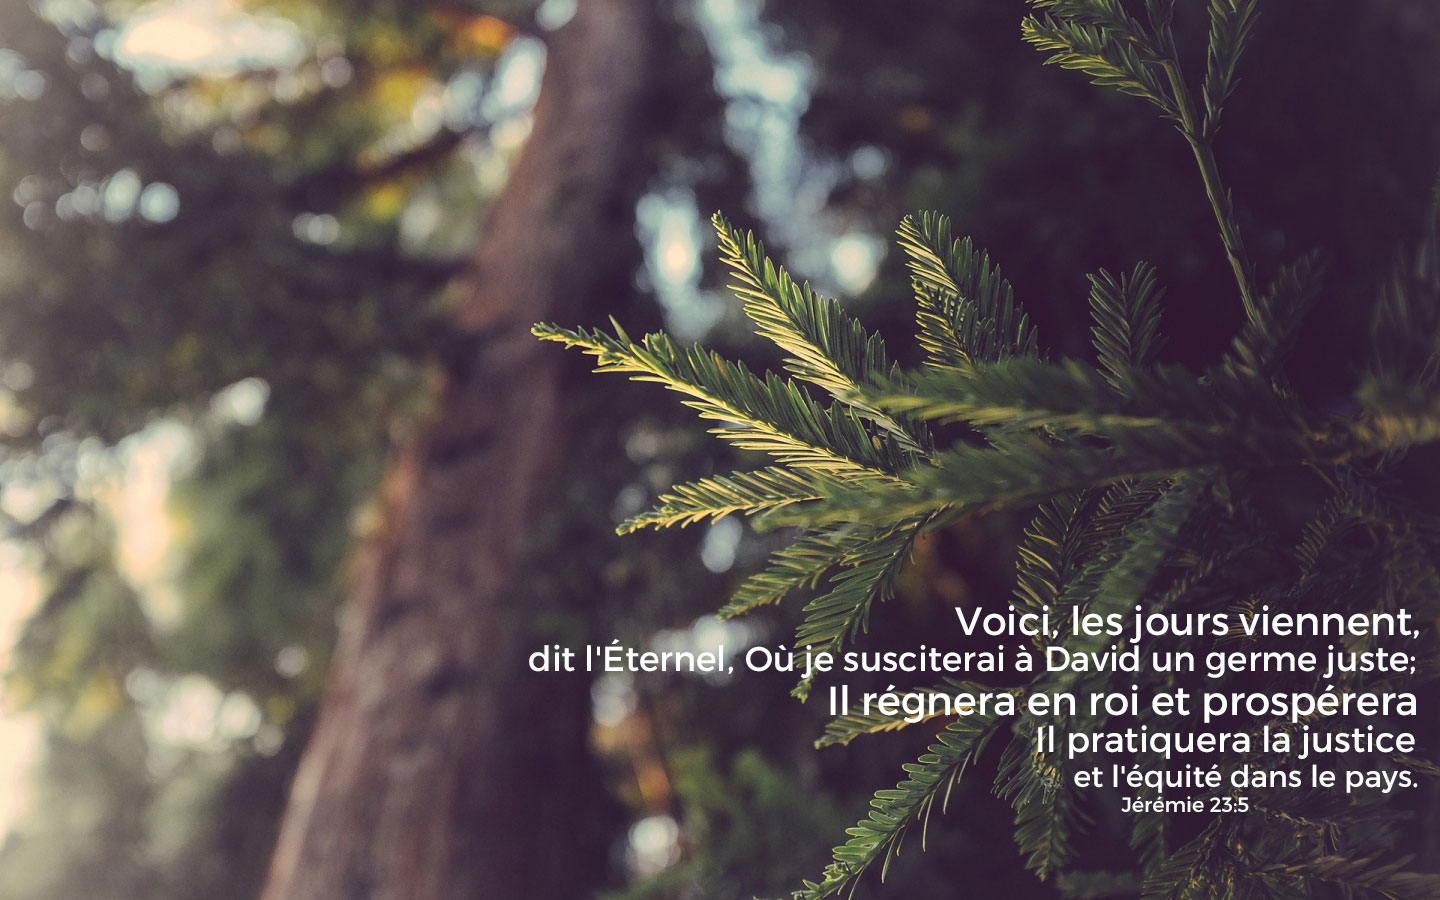 Voici, les jours viennent,
dit l'Éternel, Où je susciterai à David un germe juste;
Il régnera en roi et prospérera
Il pratiquera la justice
et l'équité dans le pays.
Jérémie 23:5